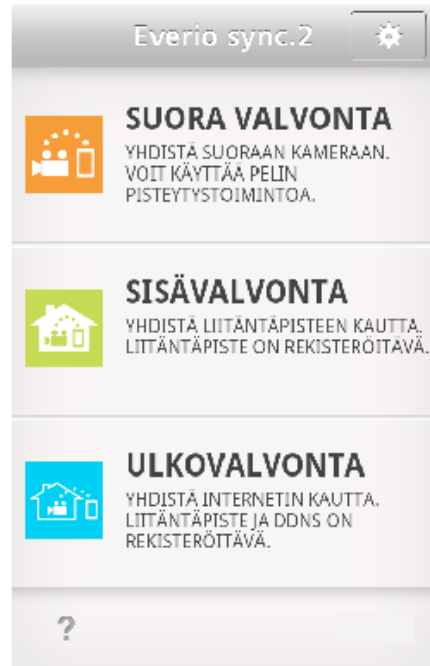 Everio sync.2
SUORA VALVONTA
YHDISTÄ SUORAAN KAMERAAN.
VOIT KÄYTTÄÄ PELIN
PISTEYTYSTOIMINTOA.
SISÄVALVONTA
YHDISTÄ LIITÄNTÄPISTEEN KAUTTA.
LIITÄNTÄPISTE ON REKISTERÖITÄVÄ.
ULKOVALVONTA
YHDISTÄ INTERNETIN KAUTTA.
LIITÄNTÄPISTE JA DDNS ON
REKISTERÖITTÄVÄ.
?